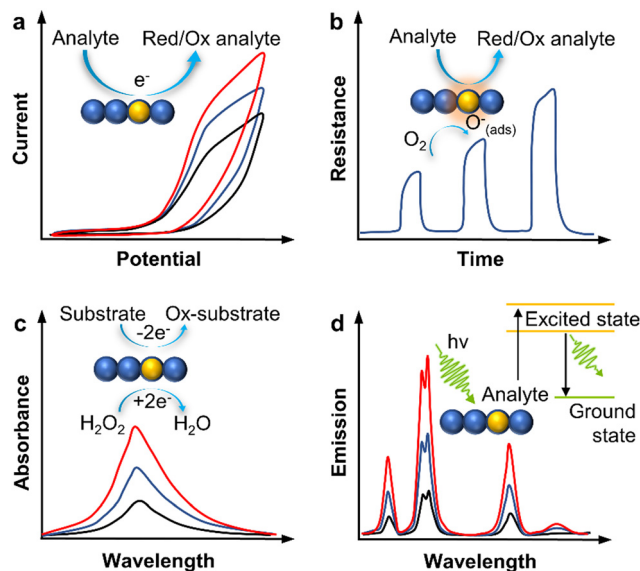 a
Analyte
Red/Ox analyte
e⁻
Current
Potential
b
Analyte
Red/Ox analyte
O⁻(ads)
O₂
Resistance
Time
c
Substrate
Ox-substrate
-2e⁻
+2e⁻
H₂O₂
H₂O
Absorbance
Wavelength
d
hν
Excited state
Analyte
Ground
state
Emission
Wavelength